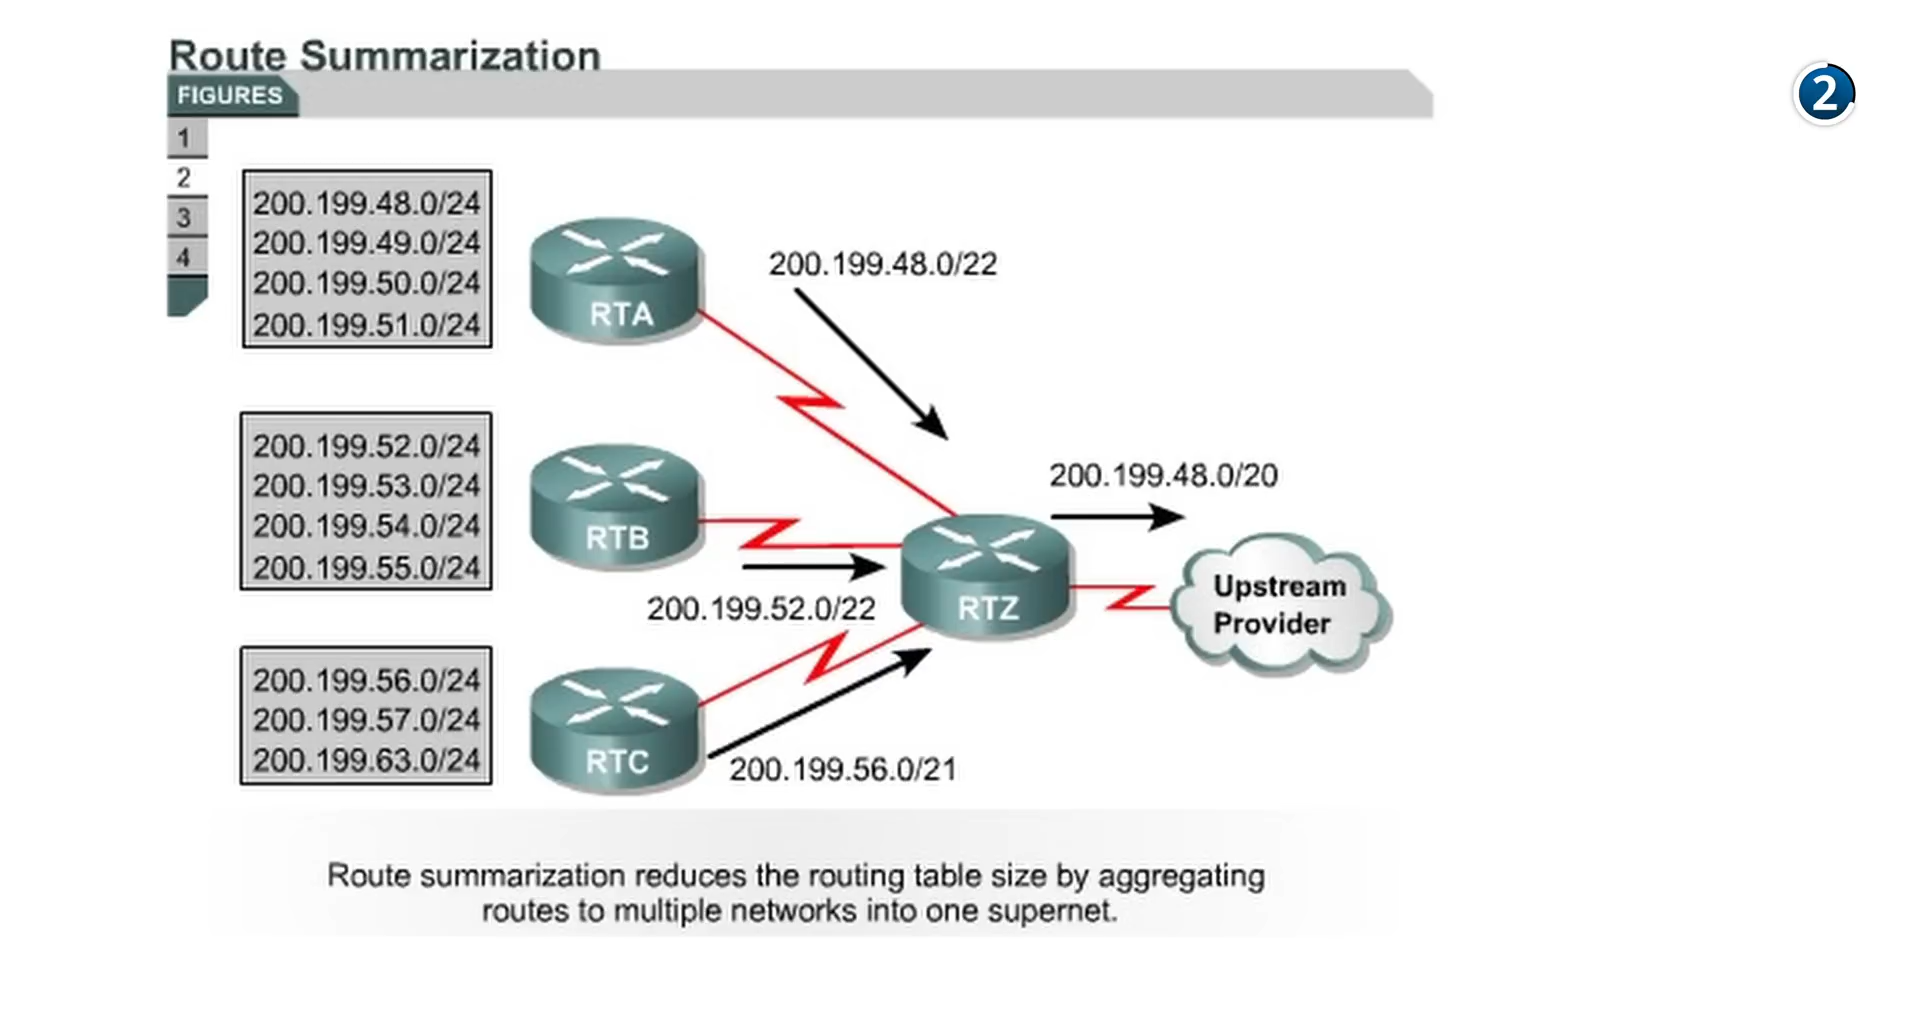 Route Summarization
2
FIGURES
1
2
3
4
200.199.48.0/24
200.199.49.0/24
200.199.50.0/24
200.199.51.0/24
RTA
200.199.48.0/22
200.199.52.0/24
200.199.53.0/24
200.199.54.0/24
200.199.55.0/24
RTB
200.199.52.0/22
200.199.48.0/20
RTZ
Upstream
Provider
200.199.56.0/24
200.199.57.0/24
200.199.63.0/24
RTC
200.199.56.0/21
Route summarization reduces the routing table size by aggregating
routes to multiple networks into one supernet.